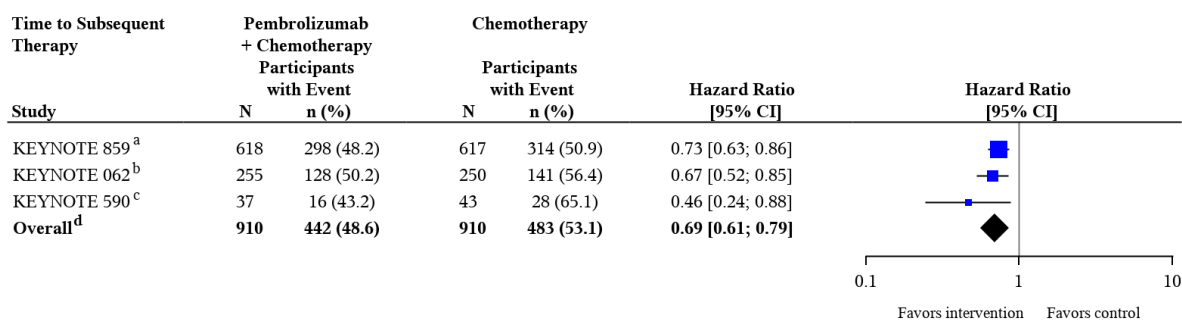 Time to Subsequent Therapy | Pembrolizumab + Chemotherapy | Chemotherapy
Participants with Event | Participants with Event | Hazard Ratio | Hazard Ratio
Study | N | n (%) | N | n (%) | [95% CI] | [95% CI]
KEYNOTE 859 a | 618 | 298 (48.2) | 617 | 314 (50.9) | 0.73 [0.63; 0.86]
KEYNOTE 062 b | 255 | 128 (50.2) | 250 | 141 (56.4) | 0.67 [0.52; 0.85]
KEYNOTE 590 c | 37 | 16 (43.2) | 43 | 28 (65.1) | 0.46 [0.24; 0.88]
Overall d | 910 | 442 (48.6) | 910 | 483 (53.1) | 0.69 [0.61; 0.79]
0.1 1 10
Favors intervention Favors control